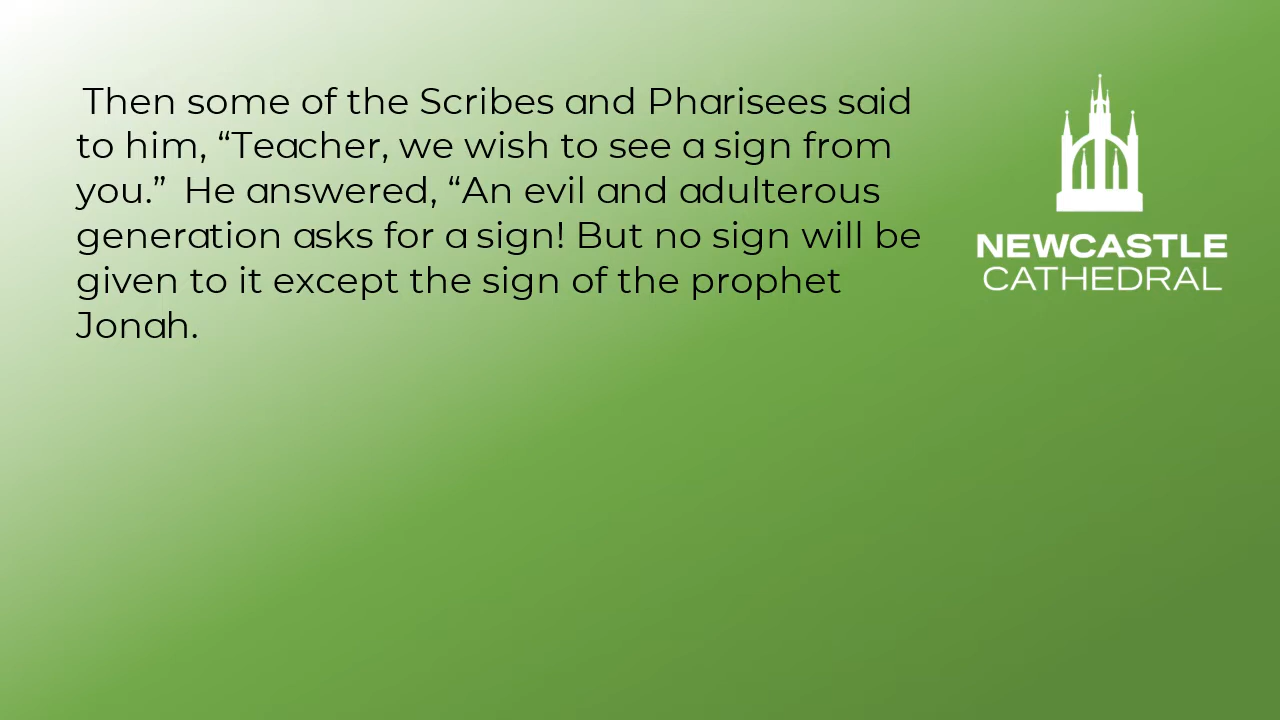 Then some of the Scribes and Pharisees said
to him, “Teacher, we wish to see a sign from
you.”  He answered, “An evil and adulterous
generation asks for a sign! But no sign will be
given to it except the sign of the prophet
Jonah.
NEWCASTLE
CATHEDRAL